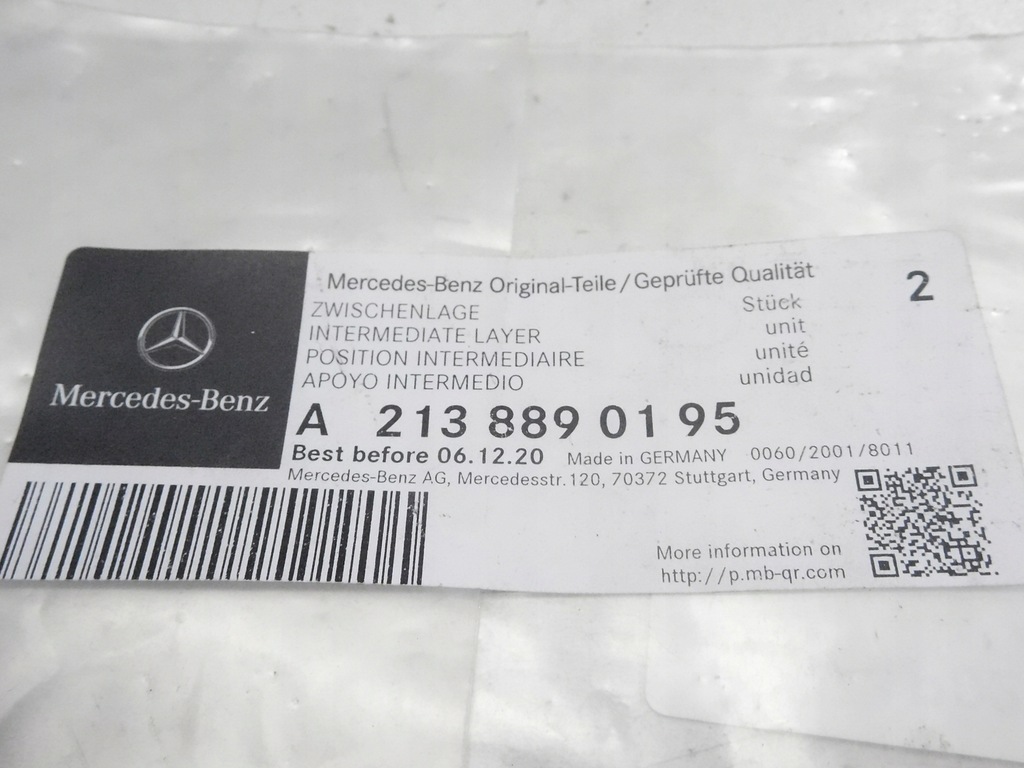 Mercedes-Benz
Mercedes-Benz Original-Teile/Geprüfte Qualität
2
ZWISCHENLAGE Stück
INTERMEDIATE LAYER unit
POSITION INTERMEDIAIRE unité
APOYO INTERMEDIO unidad
A 213 889 01 95
Best before 06.12.20 Made in GERMANY 0060/2001/8011
Mercedes-Benz AG, Mercedesstr.120, 70372 Stuttgart, Germany
More information on
http://p.mb-qr.com